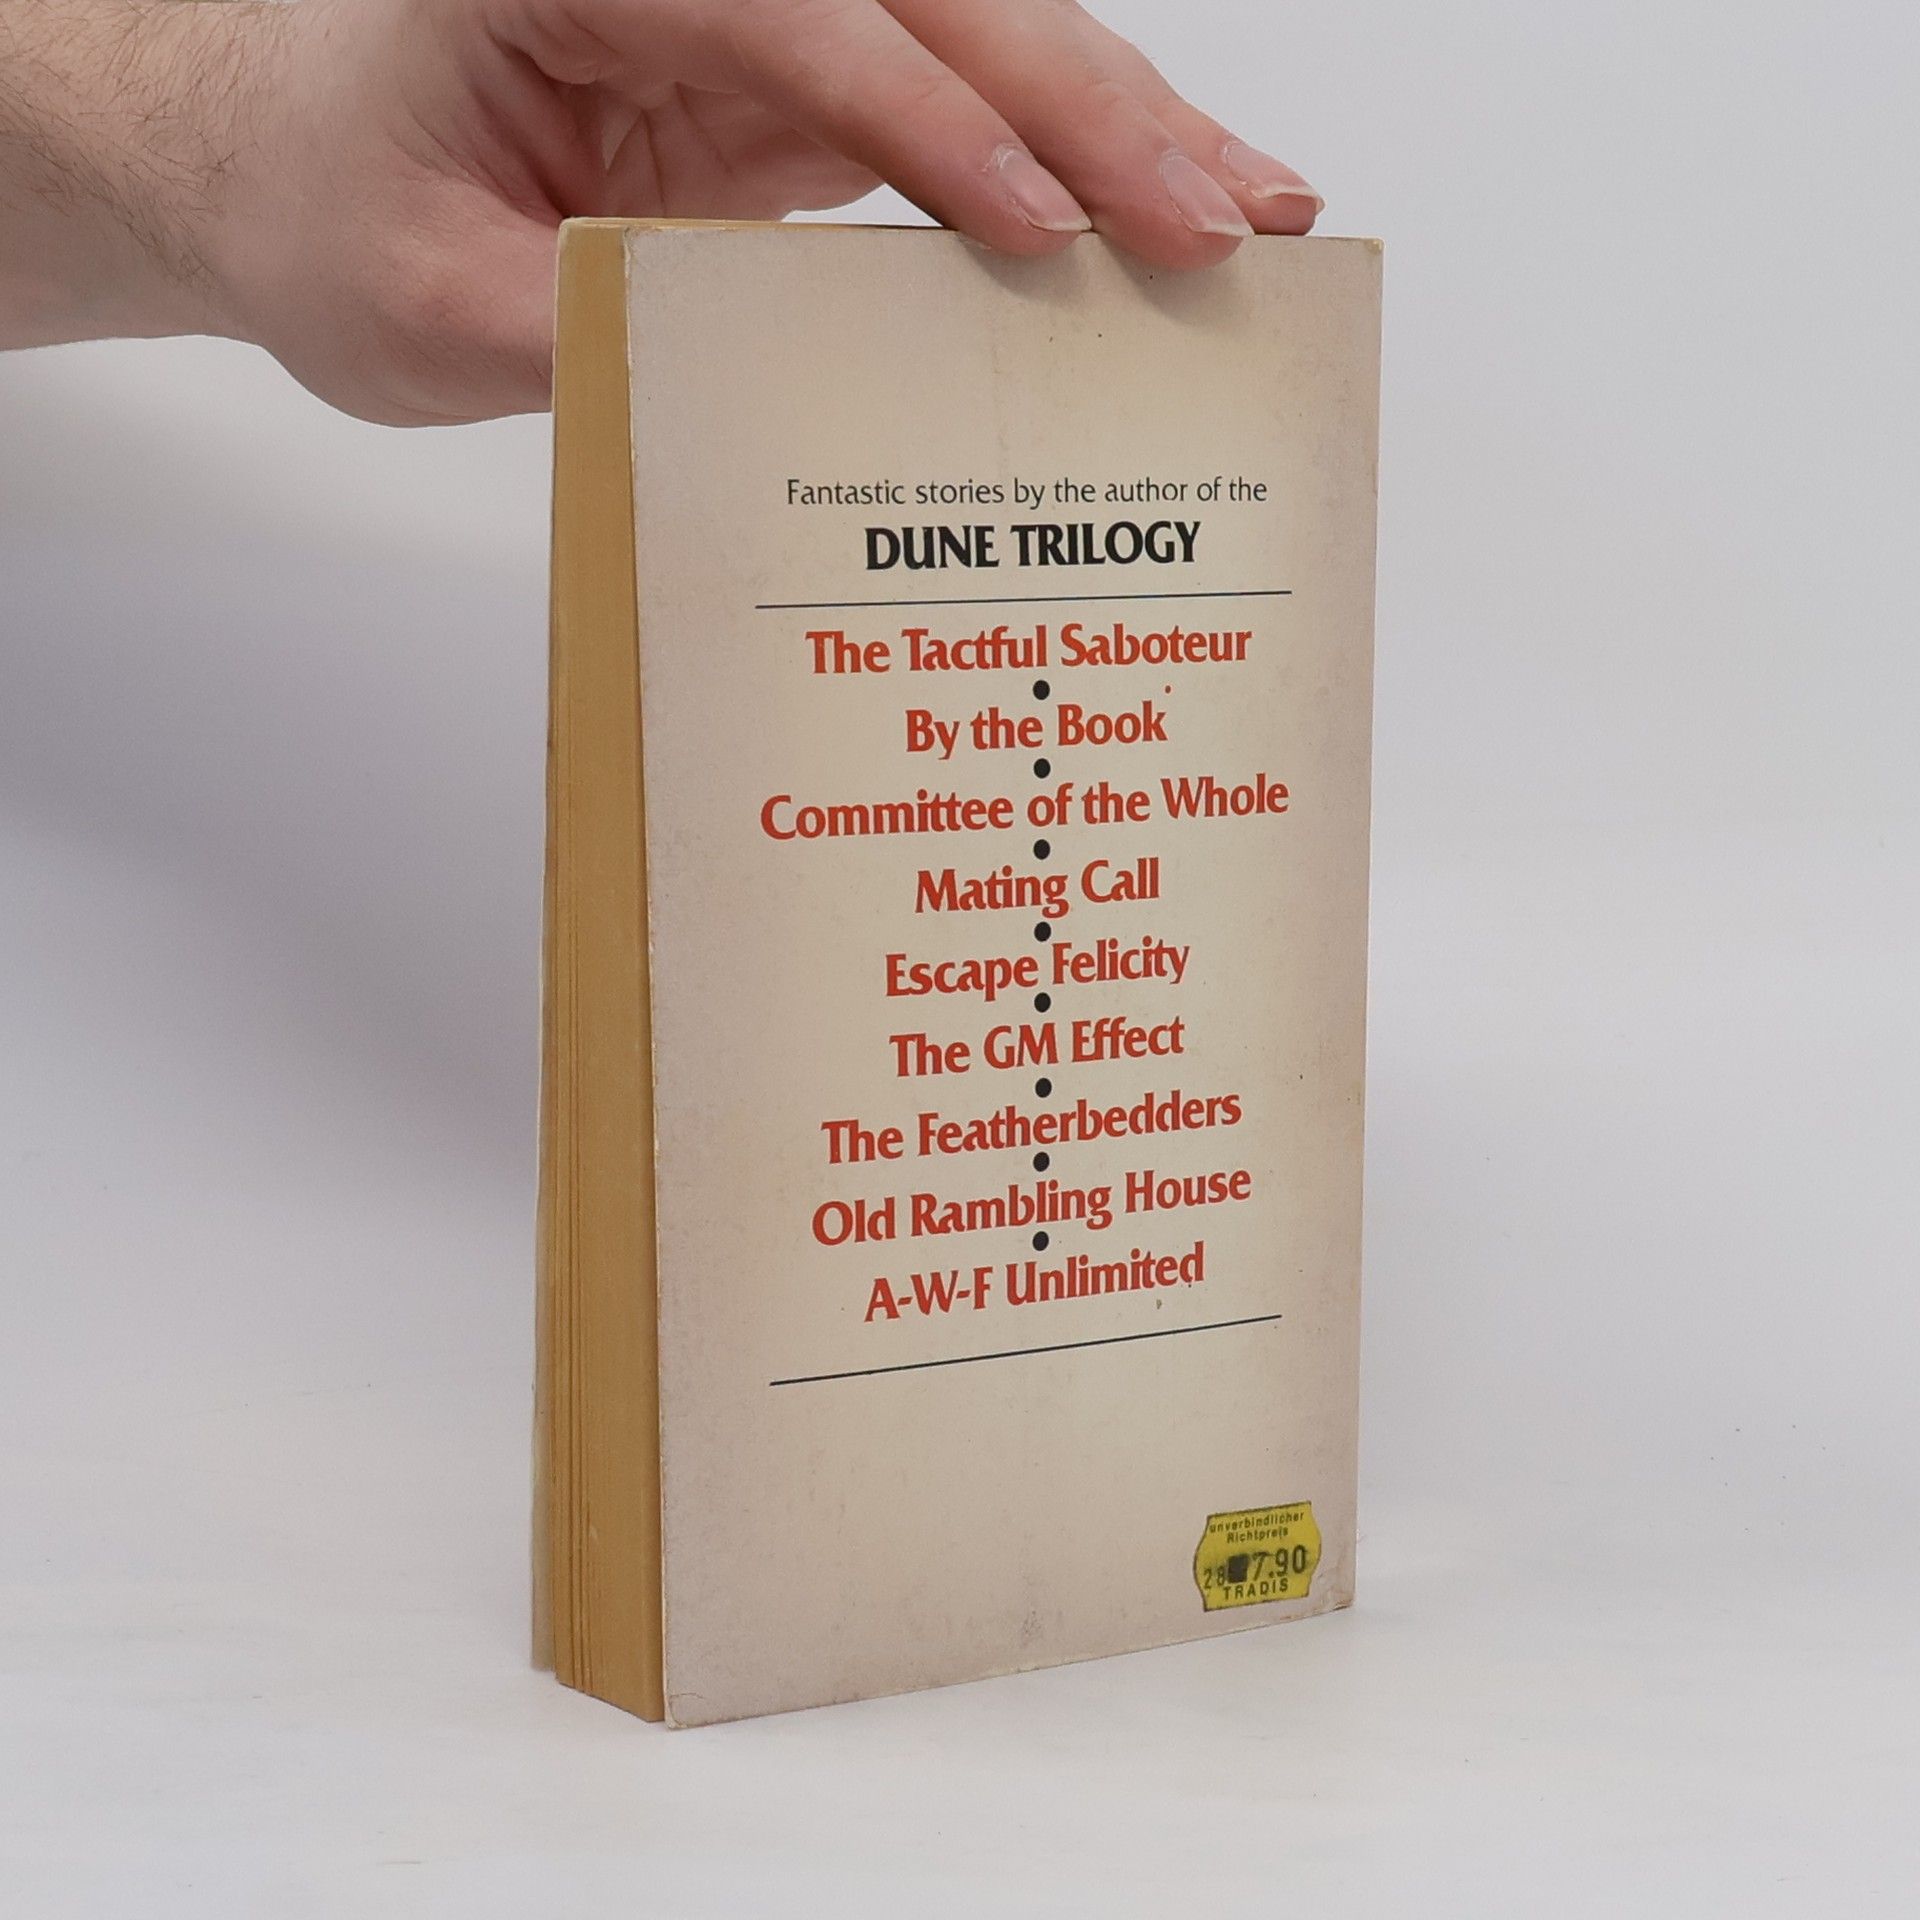 Fantastic stories by the author of the
DUNE TRILOGY
The Tactful Saboteur
By the Book
Committee of the Whole
Mating Call
Escape Felicity
The GM Effect
The Featherbedders
Old Rambling House
A-W-F Unlimited
unverbindlicher
Richtpreis
28 7.90
TRADIS